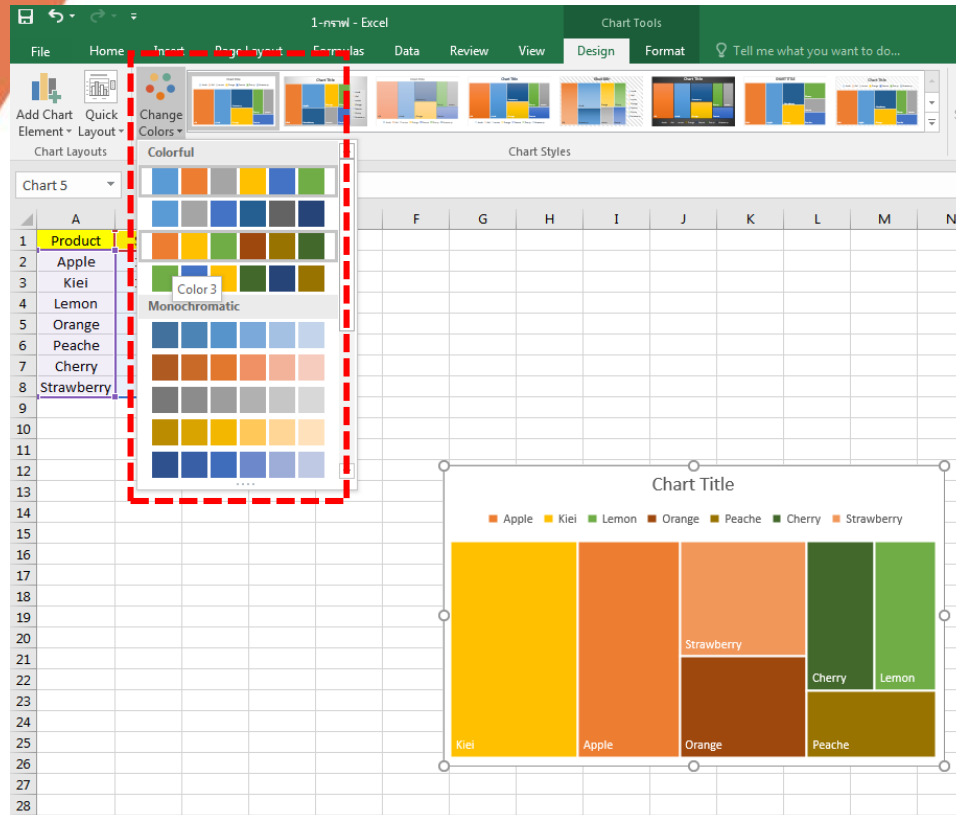 1-กราฟ - Excel
Chart Tools
File Home Insert Page Layout Formulas Data Review View Design Format Tell me what you want to do...
Add Chart Element
Quick Layout
Change Colors
Chart Layouts
Chart Styles
Colorful
Color 3
Monochromatic
Chart 5
A F G H I J K L M N
1 Product
2 Apple
3 Kiei
4 Lemon
5 Orange
6 Peache
7 Cherry
8 Strawberry
9
10
11
12
13
14
15
16
17
18
19
20
21
22
23
24
25
26
27
28
Chart Title
Apple Kiei Lemon Orange Peache Cherry Strawberry
Strawberry
Cherry Lemon
Kiei Apple Orange Peache